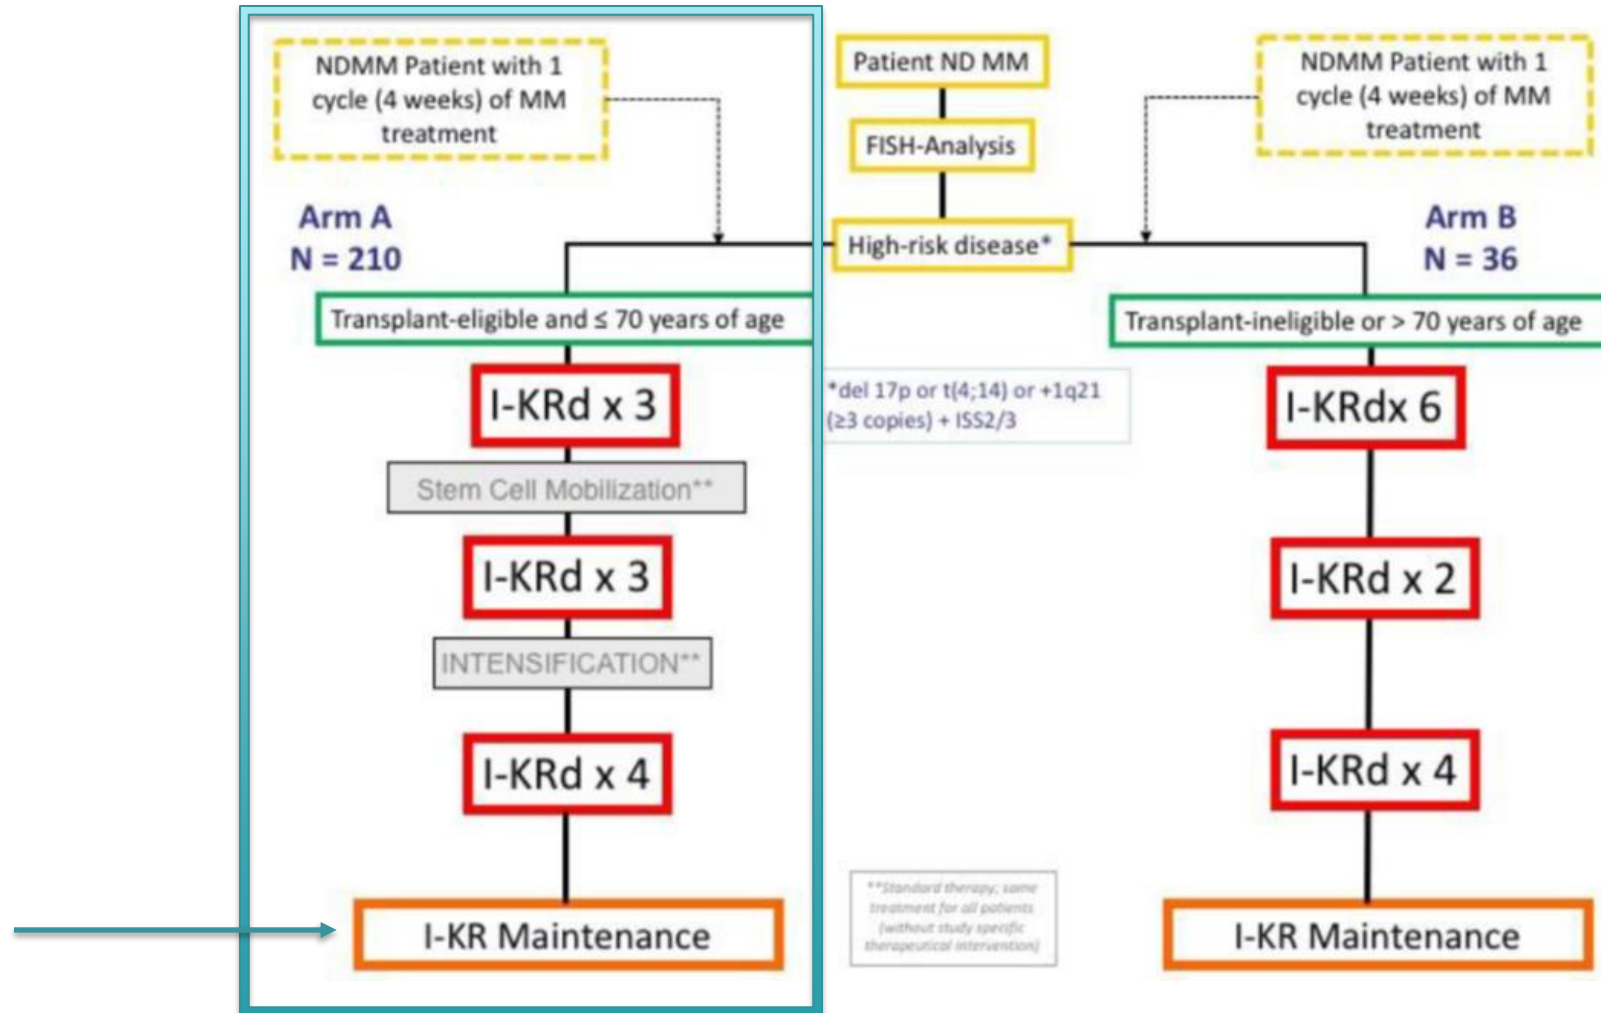 NDMM Patient with 1
cycle (4 weeks) of MM
treatment
Patient ND MM
NDMM Patient with 1
cycle (4 weeks) of MM
treatment
FISH-Analysis
Arm A
N = 210
High-risk disease*
Arm B
N = 36
Transplant-eligible and ≤ 70 years of age
Transplant-ineligible or > 70 years of age
I-KRd x 3
*del 17p or t(4;14) or +1q21
(≥3 copies) + ISS2/3
I-KRdx 6
Stem Cell Mobilization**
I-KRd x 3
I-KRd x 2
INTENSIFICATION**
I-KRd x 4
I-KRd x 4
**Standard therapy; same
treatment for all patients
(without study specific
therapeutical intervention)
I-KR Maintenance
I-KR Maintenance